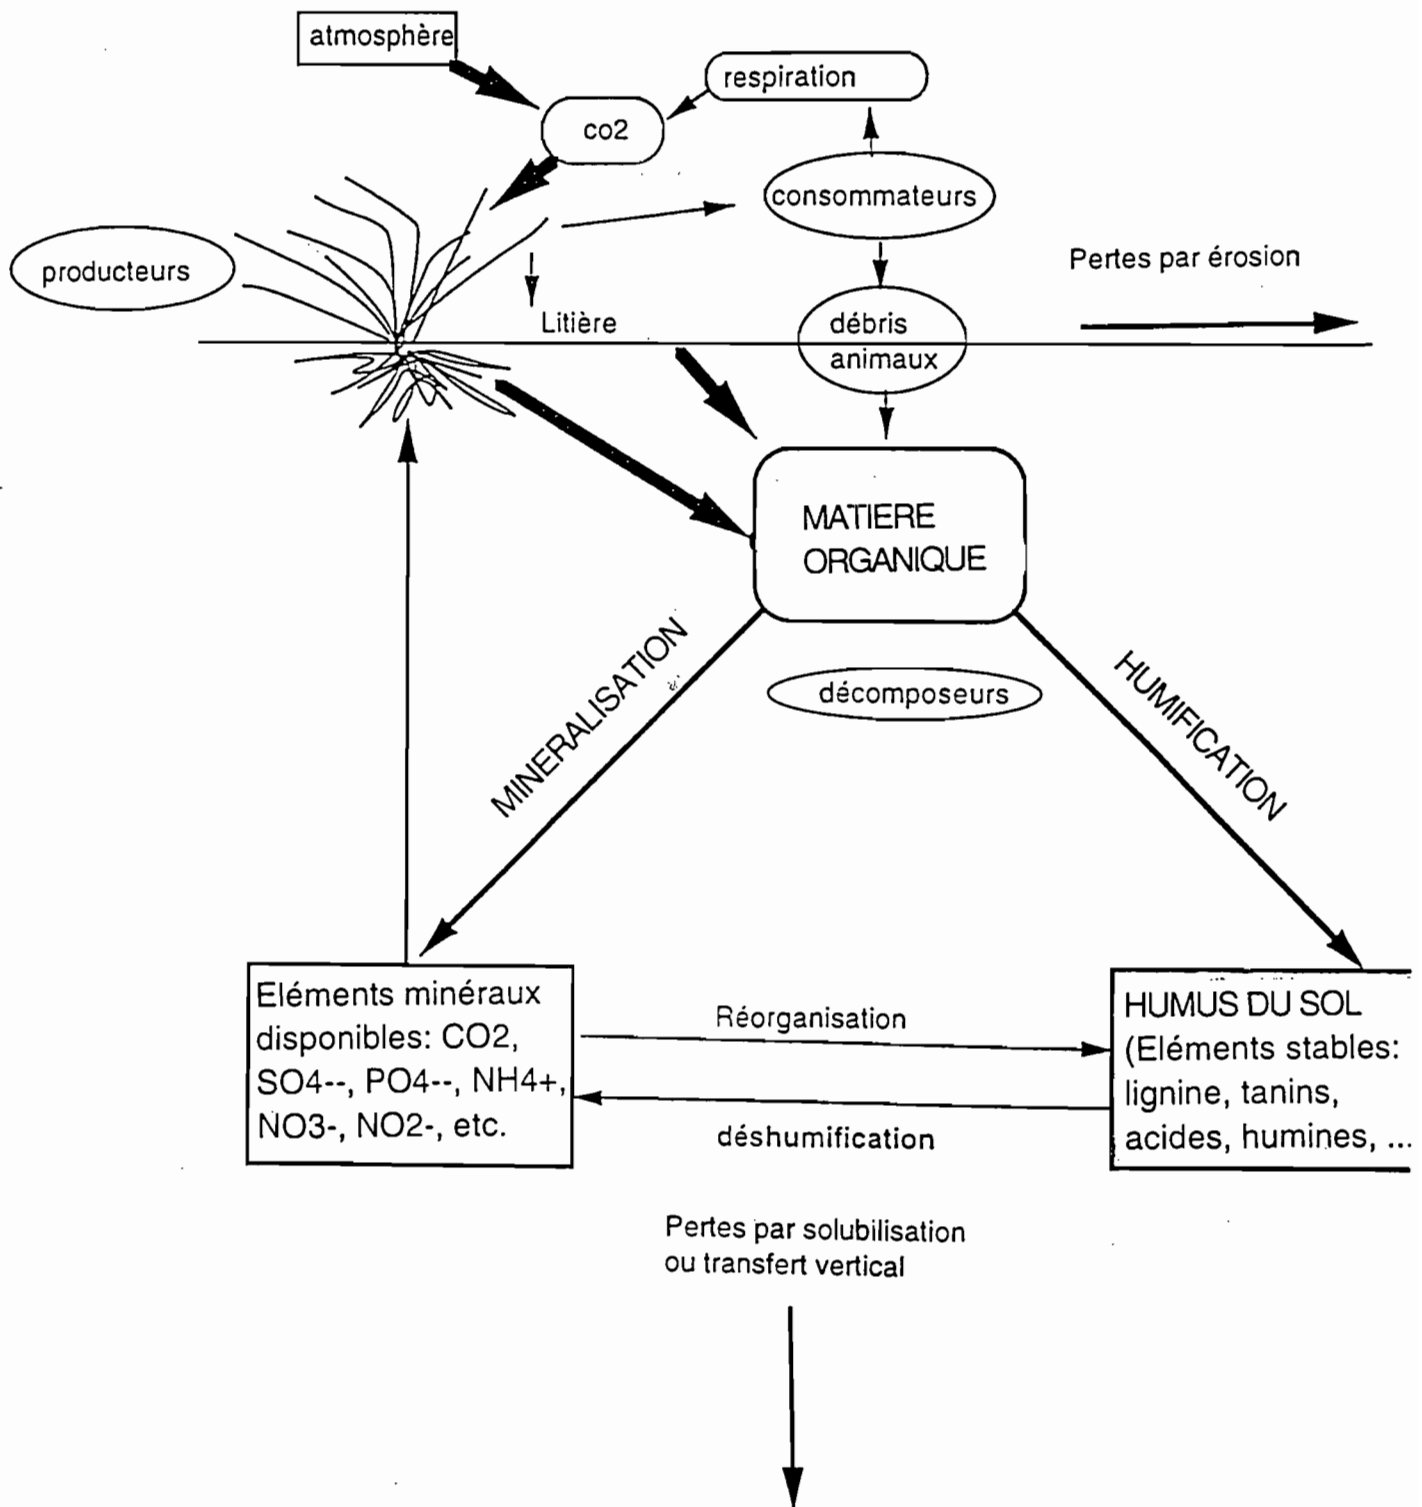 atmosphère
respiration
co2
consommateurs
producteurs
Pertes par érosion
Litière
débris
animaux
MATIERE
ORGANIQUE
MINERALISATION
décomposeurs
HUMIFICATION
Eléments minéraux
disponibles: CO2,
SO4--, PO4--, NH4+,
NO3-, NO2-, etc.
Réorganisation
déshumification
HUMUS DU SOL
(Eléments stables:
lignine, tanins,
acides, humines, ...
Pertes par solubilisation
ou transfert vertical